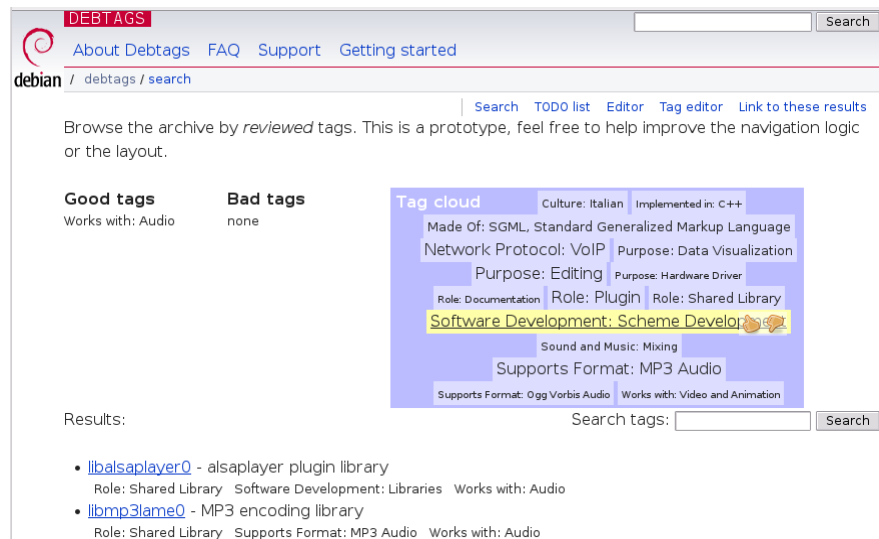 DEBTAGS
Search
About Debtags FAQ Support Getting started
debian / debtags / search
Search TODO list Editor Tag editor Link to these results
Browse the archive by reviewed tags. This is a prototype, feel free to help improve the navigation logic
or the layout.
Good tags Bad tags
Works with: Audio none
Tag cloud Culture: Italian Implemented in: C++
Made Of: SGML, Standard Generalized Markup Language
Network Protocol: VoIP Purpose: Data Visualization
Purpose: Editing Purpose: Hardware Driver
Role: Documentation Role: Plugin Role: Shared Library
Software Development: Scheme Development
Sound and Music: Mixing
Supports Format: MP3 Audio
Supports Format: Ogg Vorbis Audio Works with: Video and Animation
Results: Search tags: Search
• libalsaplayer0 - alsaplayer plugin library
Role: Shared Library Software Development: Libraries Works with: Audio
• libmp3lame0 - MP3 encoding library
Role: Shared Library Supports Format: MP3 Audio Works with: Audio